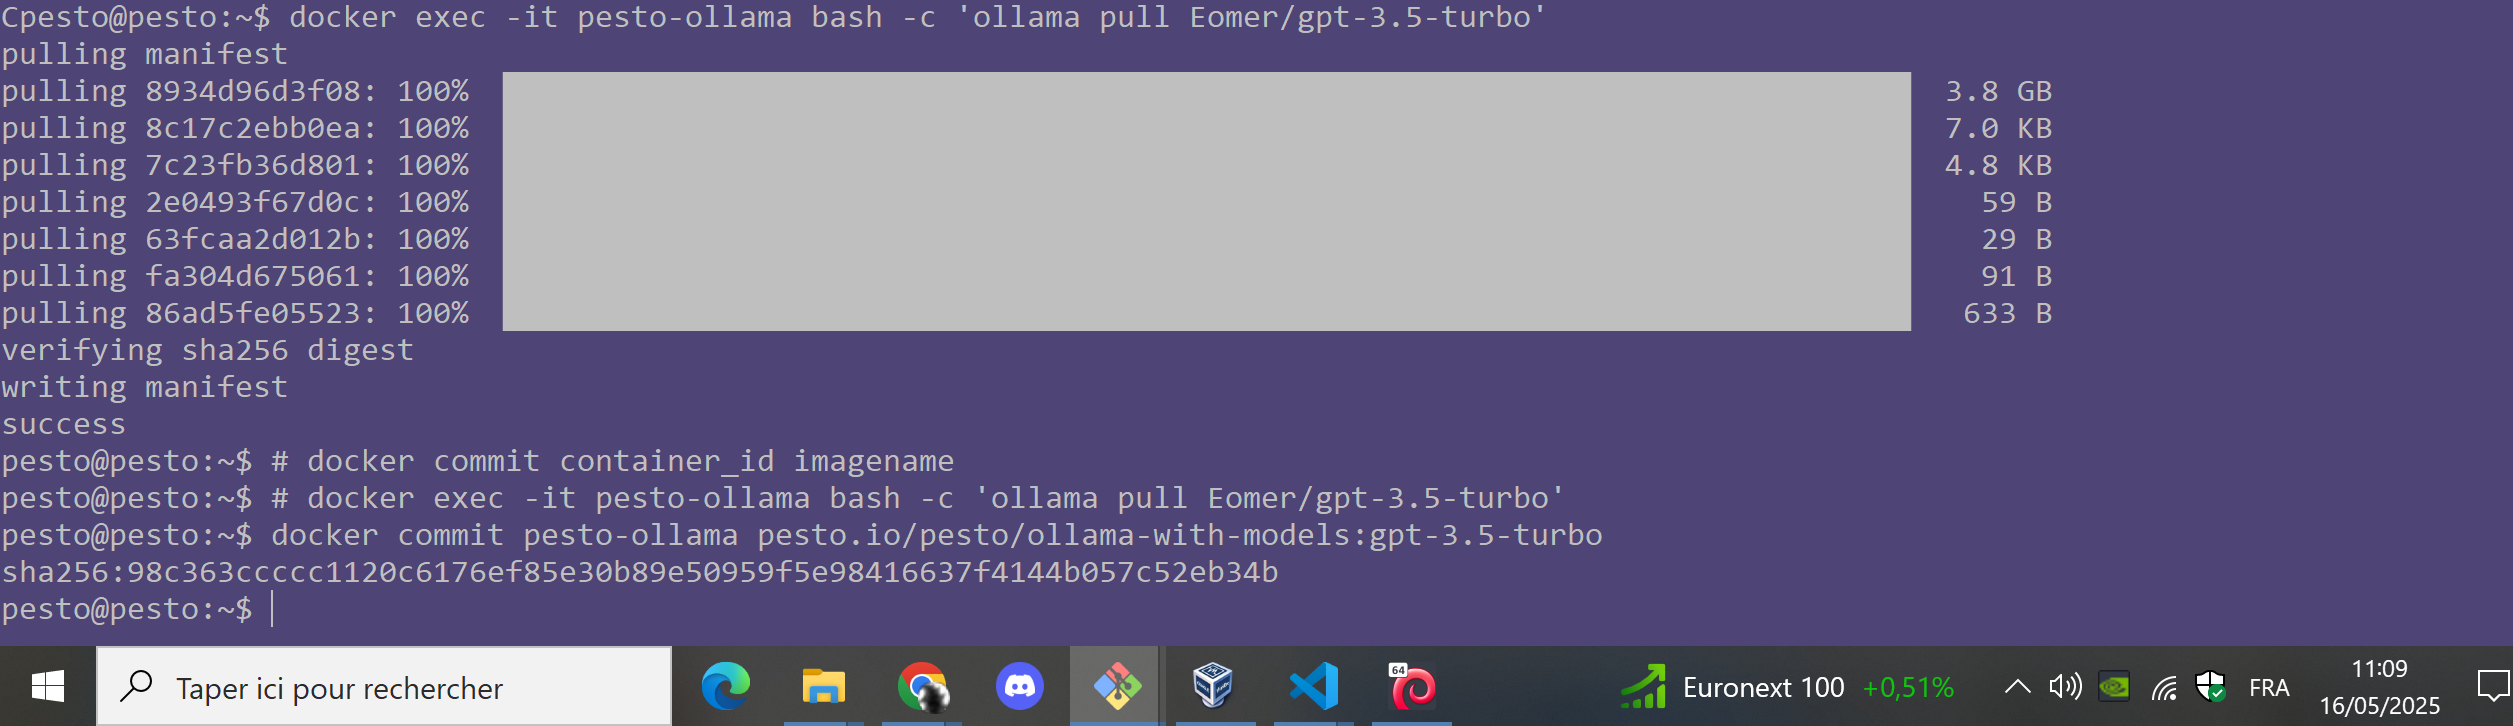 Cpesto@pesto:~$ docker exec -it pesto-ollama bash -c 'ollama pull Eomer/gpt-3.5-turbo'
pulling manifest
pulling 8934d96d3f08: 100% 3.8 GB
pulling 8c17c2ebb0ea: 100% 7.0 KB
pulling 7c23fb36d801: 100% 4.8 KB
pulling 2e0493f67d0c: 100% 59 B
pulling 63fcaa2d012b: 100% 29 B
pulling fa304d675061: 100% 91 B
pulling 86ad5fe05523: 100% 633 B
verifying sha256 digest
writing manifest
success
pesto@pesto:~$ # docker commit container_id imagename
pesto@pesto:~$ # docker exec -it pesto-ollama bash -c 'ollama pull Eomer/gpt-3.5-turbo'
pesto@pesto:~$ docker commit pesto-ollama pesto.io/pesto/ollama-with-models:gpt-3.5-turbo
sha256:98c363ccccc1120c6176ef85e30b89e50959f5e98416637f4144b057c52eb34b
pesto@pesto:~$
Taper ici pour rechercher
64
Euronext 100 +0,51%
FRA
11:09
16/05/2025